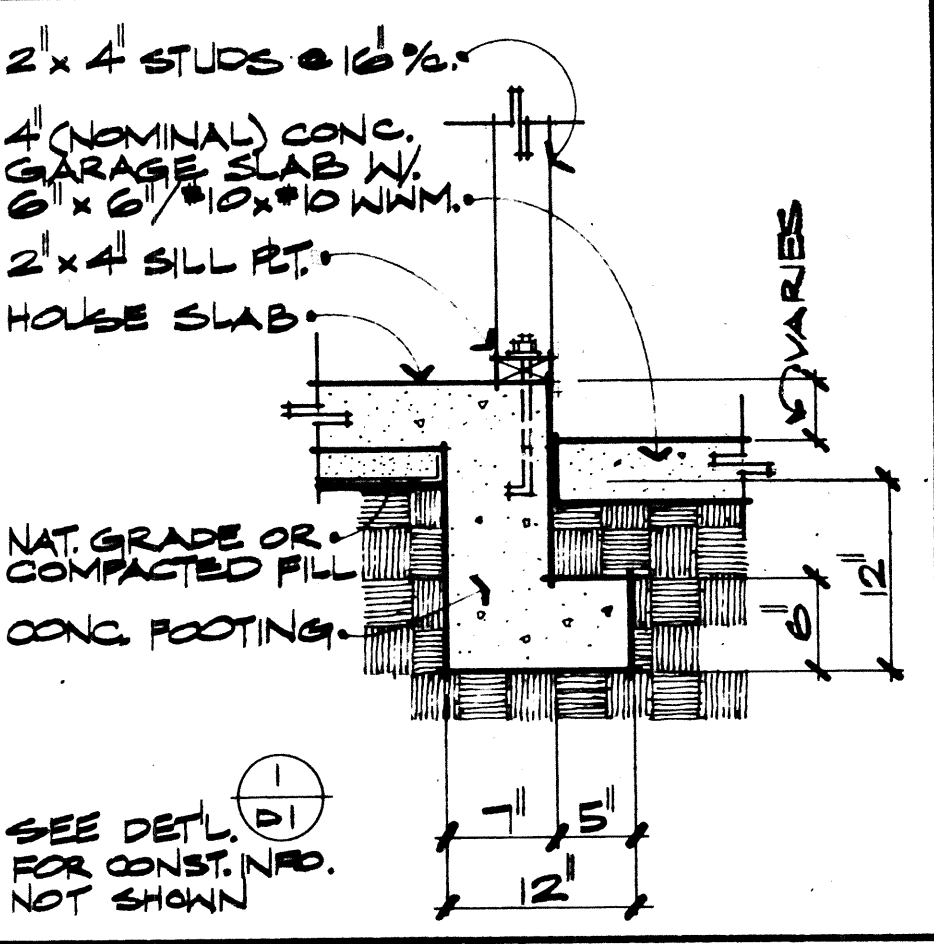 2" x 4" STUDS @ 16" o/c.
4" (NOMINAL) CONC.
GARAGE SLAB W/.
6" x 6"/#10x#10 WWM.
2" x 4" SILL PLT.
HOUSE SLAB
VARIES
NAT. GRADE OR
COMPACTED FILL
CONC. FOOTING
12"
6"
7"
5"
12"
1
D1
SEE DET'L.
FOR CONST. INFO.
NOT SHOWN